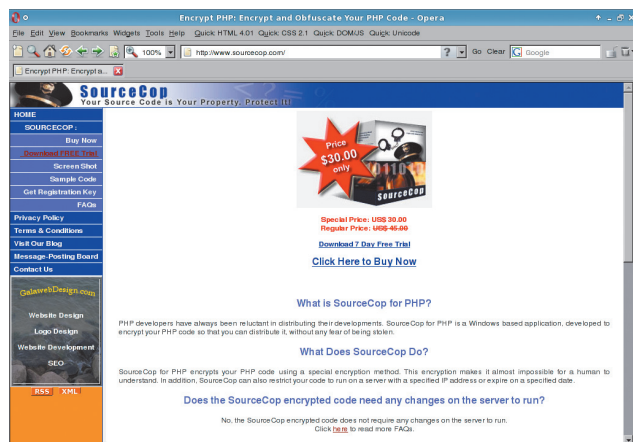 Encrypt PHP: Encrypt and Obfuscate Your PHP Code - Opera
File Edit View Bookmarks Widgets Tools Help Quick: HTML 4.01 Quick: CSS 2.1 Quick: DOM/JS Quick: Unicode
100% http://www.sourcecop.com/ ? Go Clear G Google
Encrypt PHP: Encrypt a...
SourceCop
Your Source Code is Your Property, Protect It!
HOME
SOURCECOP :
Buy Now
Download FREE Trial
Screen Shot
Sample Code
Get Registration Key
FAQs
Privacy Policy
Terms & Conditions
Visit Our Blog
Message-Posting Board
Contact Us
GalawebDesign.com
Website Design
Logo Design
Website Development
SEO
RSS XML
Price
$30.00
only
SourceCop
Special Price: US$ 30.00
Regular Price: US$ 45.00
Download 7 Day Free Trial
Click Here to Buy Now
What is SourceCop for PHP?
PHP developers have always been reluctant in distributing their developments. SourceCop for PHP is a Windows based application, developed to
encrypt your PHP code so that you can distribute it, without any fear of being stolen.
What Does SourceCop Do?
SourceCop for PHP encrypts your PHP code using a special encryption method. This encryption makes it almost impossible for a human to
understand. In addition, SourceCop can also restrict your code to run on a server with a specified IP address or expire on a specified date.
Does the SourceCop encrypted code need any changes on the server to run?
No, the SourceCop encrypted code does not require any changes on the server to run.
Click here to read more FAQs.